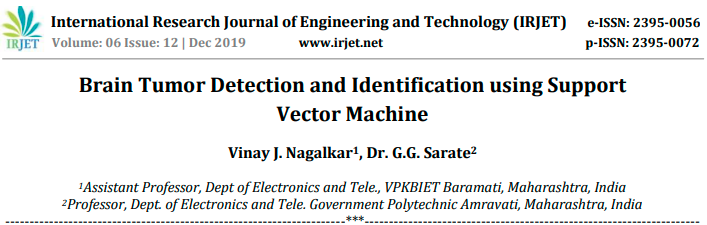 International Research Journal of Engineering and Technology (IRJET) e-ISSN: 2395-0056
IRJET Volume: 06 Issue: 12 | Dec 2019 www.irjet.net p-ISSN: 2395-0072
Brain Tumor Detection and Identification using Support
Vector Machine
Vinay J. Nagalkar¹, Dr. G.G. Sarate²
¹Assistant Professor, Dept of Electronics and Tele., VPKBIET Baramati, Maharashtra, India
²Professor, Dept. of Electronics and Tele. Government Polytechnic Amravati, Maharashtra, India
---------------------------------------------------------------------***---------------------------------------------------------------------